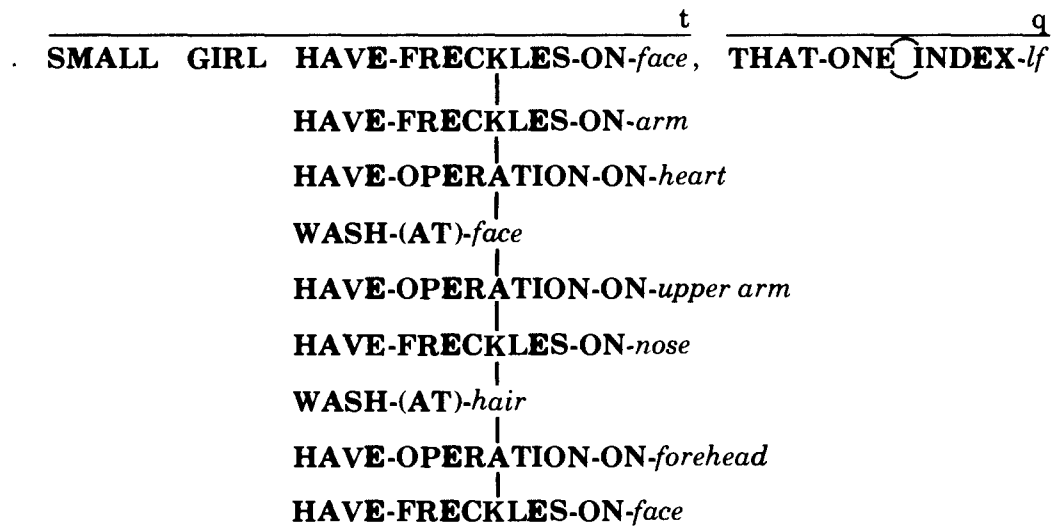 t q
. SMALL GIRL HAVE-FRECKLES-ON-face, THAT-ONE INDEX-lf
HAVE-FRECKLES-ON-arm
HAVE-OPERATION-ON-heart
WASH-(AT)-face
HAVE-OPERATION-ON-upper arm
HAVE-FRECKLES-ON-nose
WASH-(AT)-hair
HAVE-OPERATION-ON-forehead
HAVE-FRECKLES-ON-face